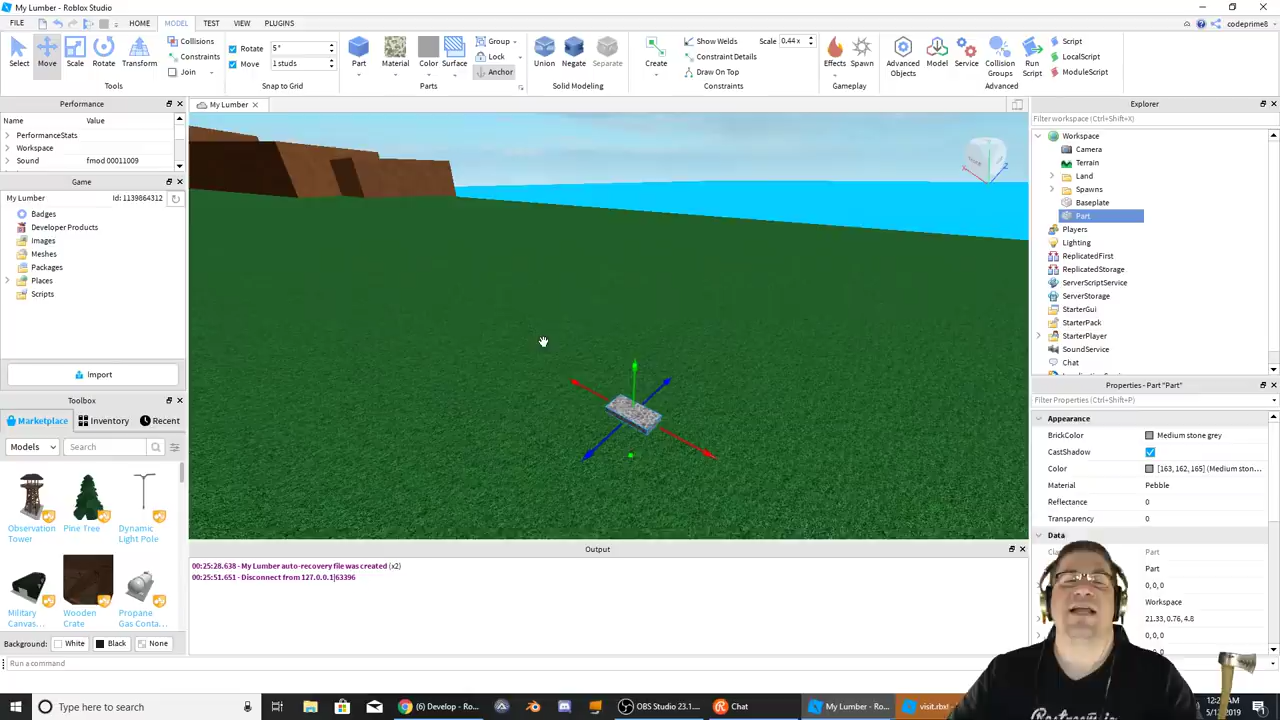 My Lumber - Roblox Studio
FILE HOME MODEL TEST VIEW PLUGINS codeprime8
Select Move Scale Rotate Transform
Collisions
Constraints
Join
Tools
Rotate 5°
Move 1 studs
Snap to Grid
Part Material Color Surface
Group
Lock
Anchor
Parts
Union Negate Separate
Solid Modeling
Create
Show Welds Scale 0.44 x
Constraint Details
Draw On Top
Constraints
Effects Spawn
Gameplay
Advanced Objects Model Service Collision Groups Run Script
Script
LocalScript
ModuleScript
Advanced
Performance
Name Value
PerformanceStats
Workspace
Sound fmod 00011009
Game
My Lumber Id: 1139864312
Badges
Developer Products
Images
Meshes
Packages
Places
Scripts
Import
Toolbox
Marketplace Inventory Recent
Models Search
Observation Tower
Pine Tree
Dynamic Light Pole
Military Canvas...
Wooden Crate
Propane Gas Conta...
Background: White Black None
Run a command
My Lumber
Output
00:25:28.638 - My Lumber auto-recovery file was created (x2)
00:25:51.651 - Disconnect from 127.0.0.1|63396
Explorer
Filter workspace (Ctrl+Shift+X)
Workspace
Camera
Terrain
Land
Spawns
Baseplate
Part
Players
Lighting
ReplicatedFirst
ReplicatedStorage
ServerScriptService
ServerStorage
StarterGui
StarterPack
StarterPlayer
SoundService
Chat
Properties - Part "Part"
Filter Properties (Ctrl+Shift+P)
Appearance
BrickColor Medium stone grey
CastShadow
Color [163, 162, 165] (Medium ston...
Material Pebble
Reflectance 0
Transparency 0
Data
Part
Part
0, 0, 0
Workspace
21.33, 0.76, 4.8
0, 0, 0
Type here to search
(6) Develop - Ro...
OBS Studio 23.1....
Chat
My Lumber - Ro...
visit.rbxl